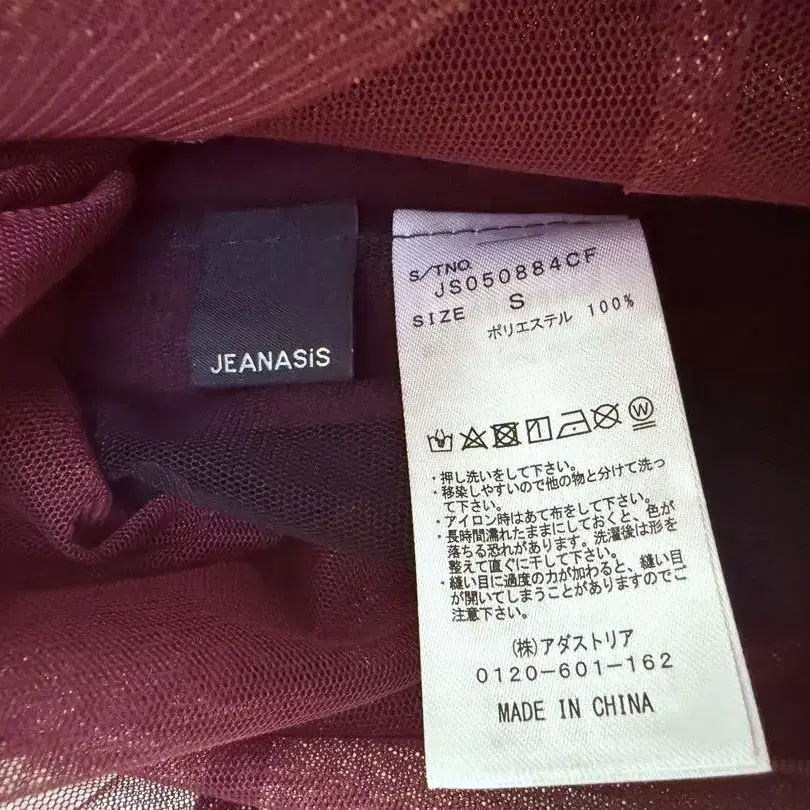 JEANASiS
S/TNO.
JS050884CF
SIZE S
ポリエステル 100%
W
・押し洗いをして下さい。
・移染しやすいので他の物と分けて洗っ
て下さい。
・アイロン時はあて布をして下さい。
・長時間濡れたままにしておくと、色が
落ちる恐れがあります。洗濯後は形を
整えて直ぐに干して下さい。
・縫い目に過度の力が加わると、縫い目
が開いてしまうことがありますのでご
注意下さい。
(株)アダストリア
0120-601-162
MADE IN CHINA